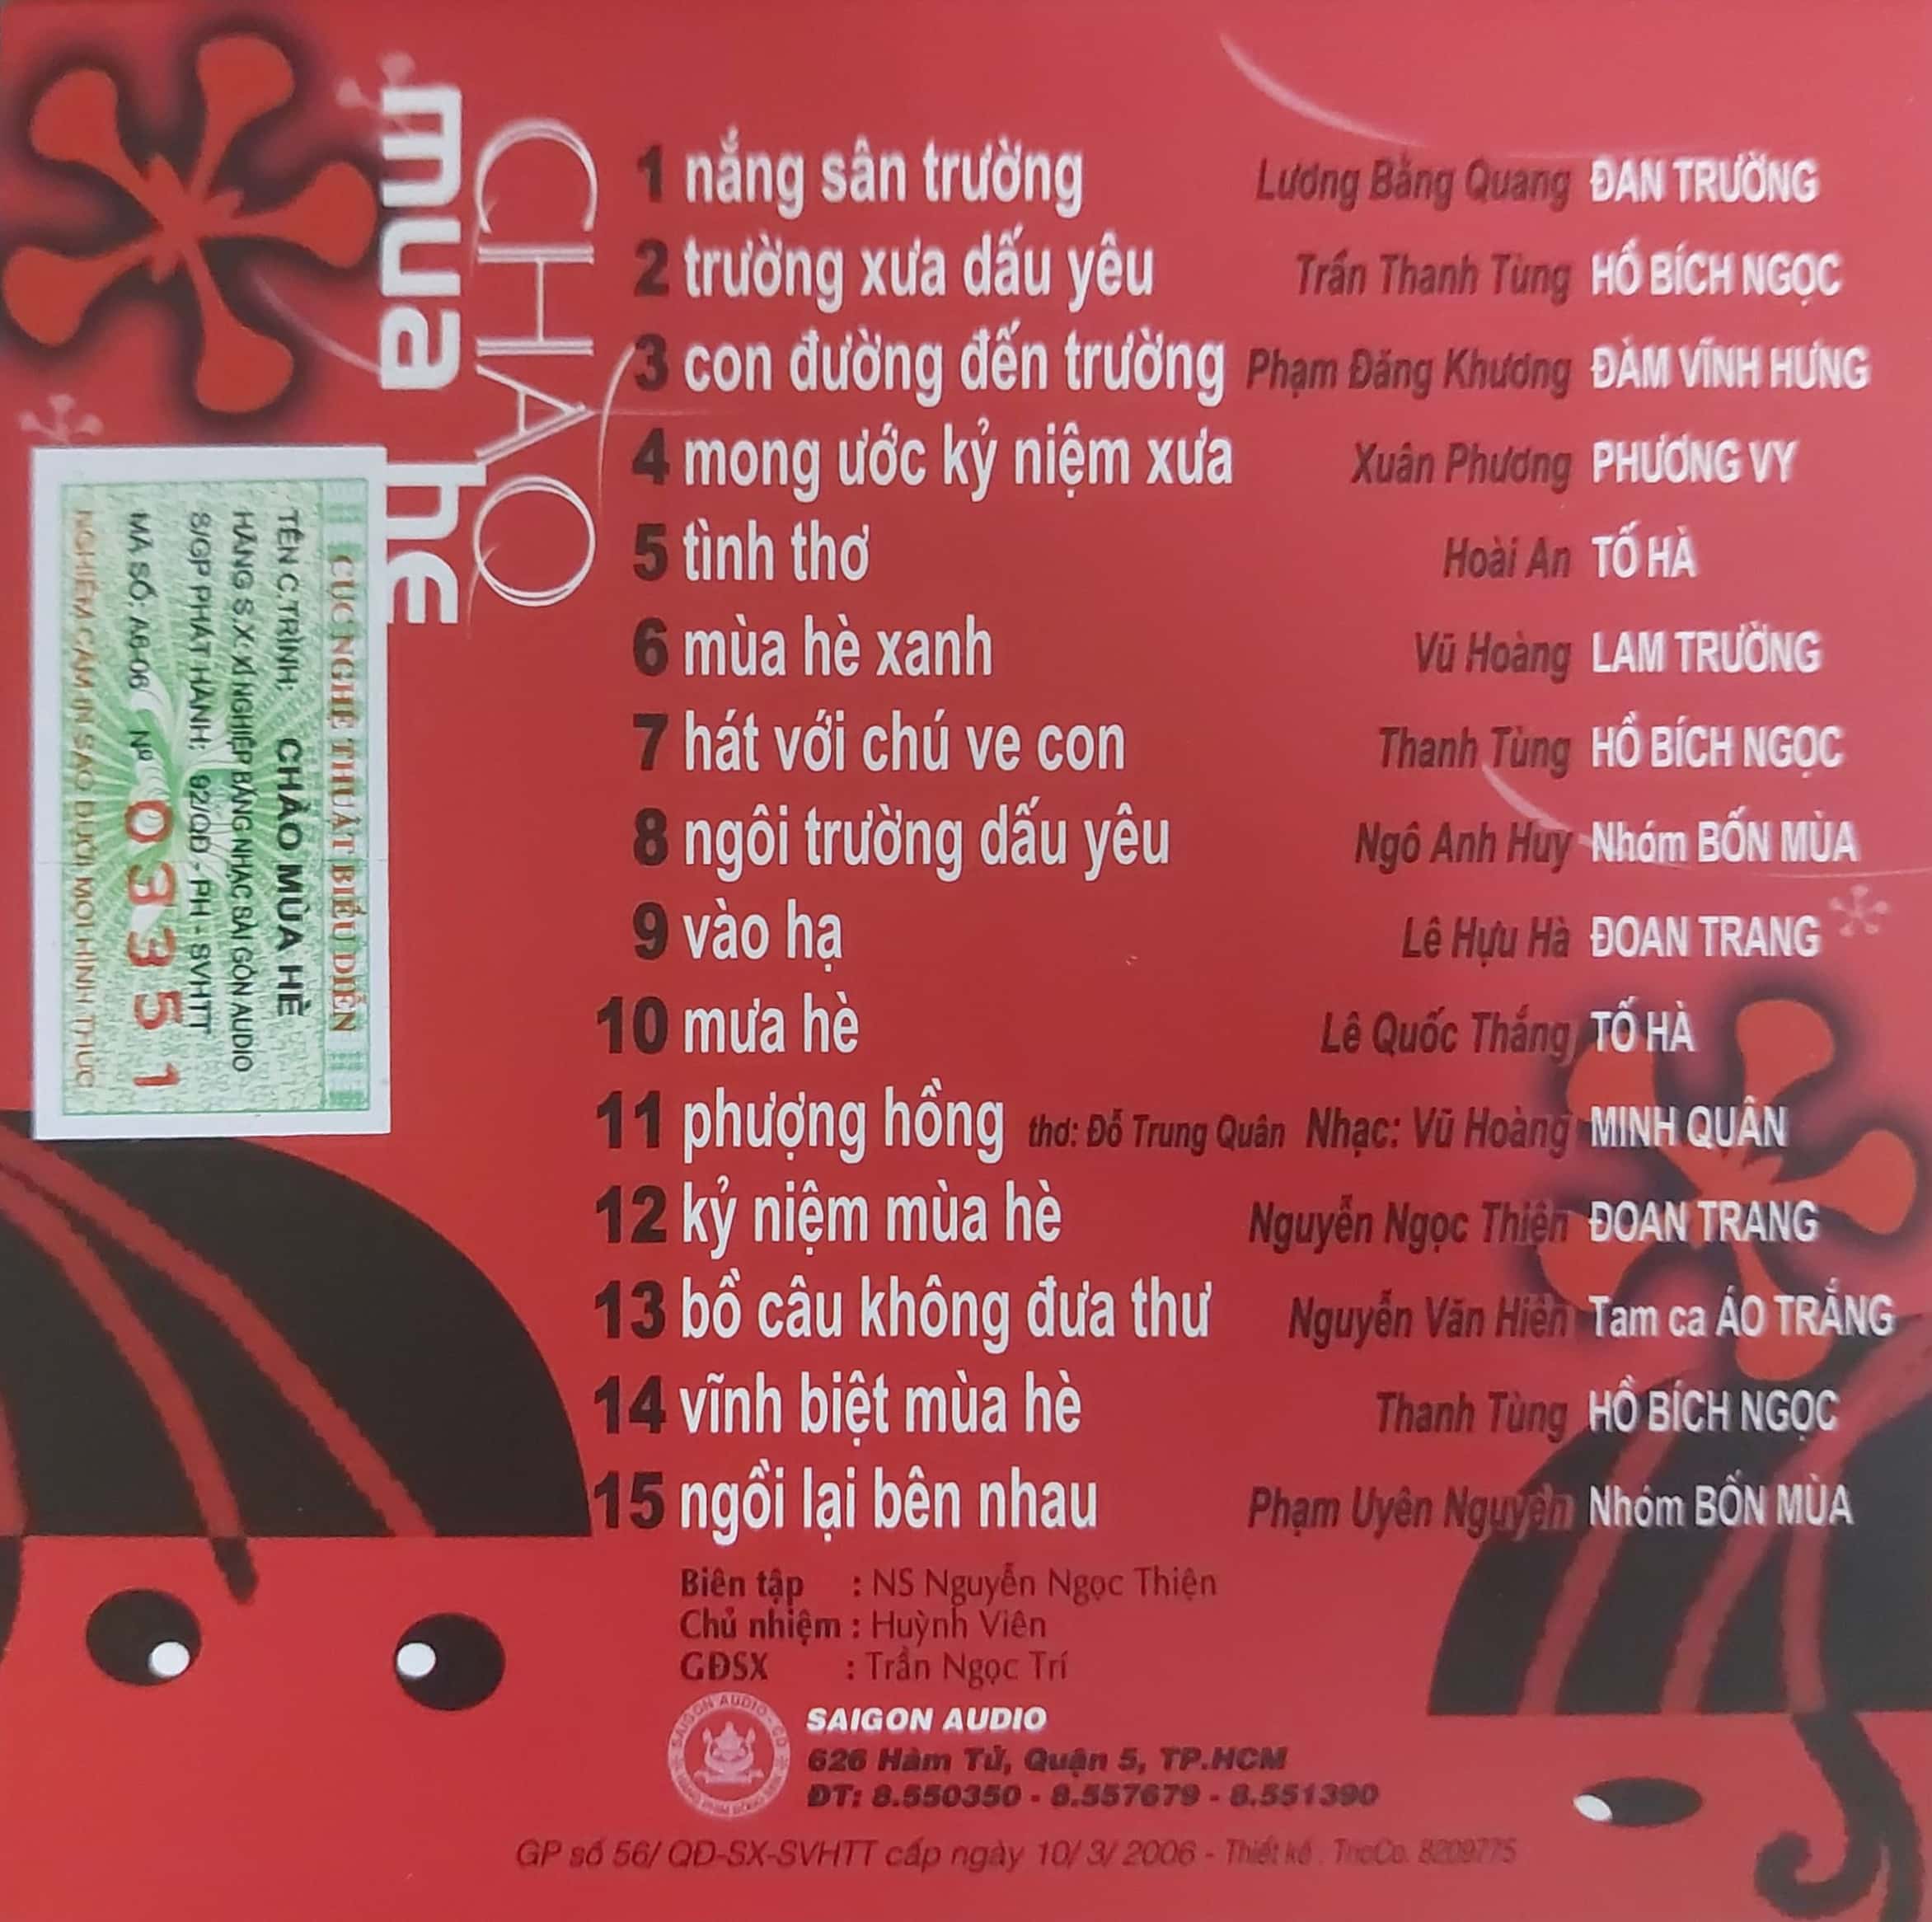 CHAO
mua he
1 nắng sân trường Lương Bằng Quang ĐAN TRƯỜNG
2 trường xưa dấu yêu Trần Thanh Tùng HỒ BÍCH NGỌC
3 con đường đến trường Phạm Đăng Khương ĐÀM VĨNH HƯNG
4 mong ước kỷ niệm xưa Xuân Phương PHƯƠNG VY
5 tình thơ Hoài An TỐ HÀ
6 mùa hè xanh Vũ Hoàng LAM TRƯỜNG
7 hát với chú ve con Thanh Tùng HỒ BÍCH NGỌC
8 ngôi trường dấu yêu Ngô Anh Huy Nhóm BỐN MÙA
9 vào hạ Lê Hựu Hà ĐOAN TRANG
10 mưa hè Lê Quốc Thắng TỐ HÀ
11 phượng hồng thơ: Đỗ Trung Quân Nhạc: Vũ Hoàng MINH QUÂN
12 kỷ niệm mùa hè Nguyễn Ngọc Thiện ĐOAN TRANG
13 bồ câu không đưa thư Nguyễn Văn Hiên Tam ca ÁO TRẮNG
14 vĩnh biệt mùa hè Thanh Tùng HỒ BÍCH NGỌC
15 ngồi lại bên nhau Phạm Uyên Nguyên Nhóm BỐN MÙA
Biên tập : NS Nguyễn Ngọc Thiện
Chủ nhiệm : Huỳnh Viên
GĐSX : Trần Ngọc Trí
SAIGON AUDIO
626 Hàm Tử, Quận 5, TP.HCM
ĐT: 8.550350 - 8.557679 - 8.551390
GP số 56/ QD-SX-SVHTT cấp ngày 10/ 3/ 2006 - Thiết kế . TrioCo. 8209775
CỤC NGHỆ THUẬT BIỂU DIỄN
TÊN C.TRÌNH: CHÀO MÙA HÈ
HÃNG S.X: XÍ NGHIỆP BĂNG NHẠC SÀI GÒN AUDIO
S/GP PHÁT HÀNH: 92/QĐ - PH - SVHTT
MÃ SỐ: A6-06 Nº 03351
NGHIÊM CẤM IN SAO DƯỚI MỌI HÌNH THỨC